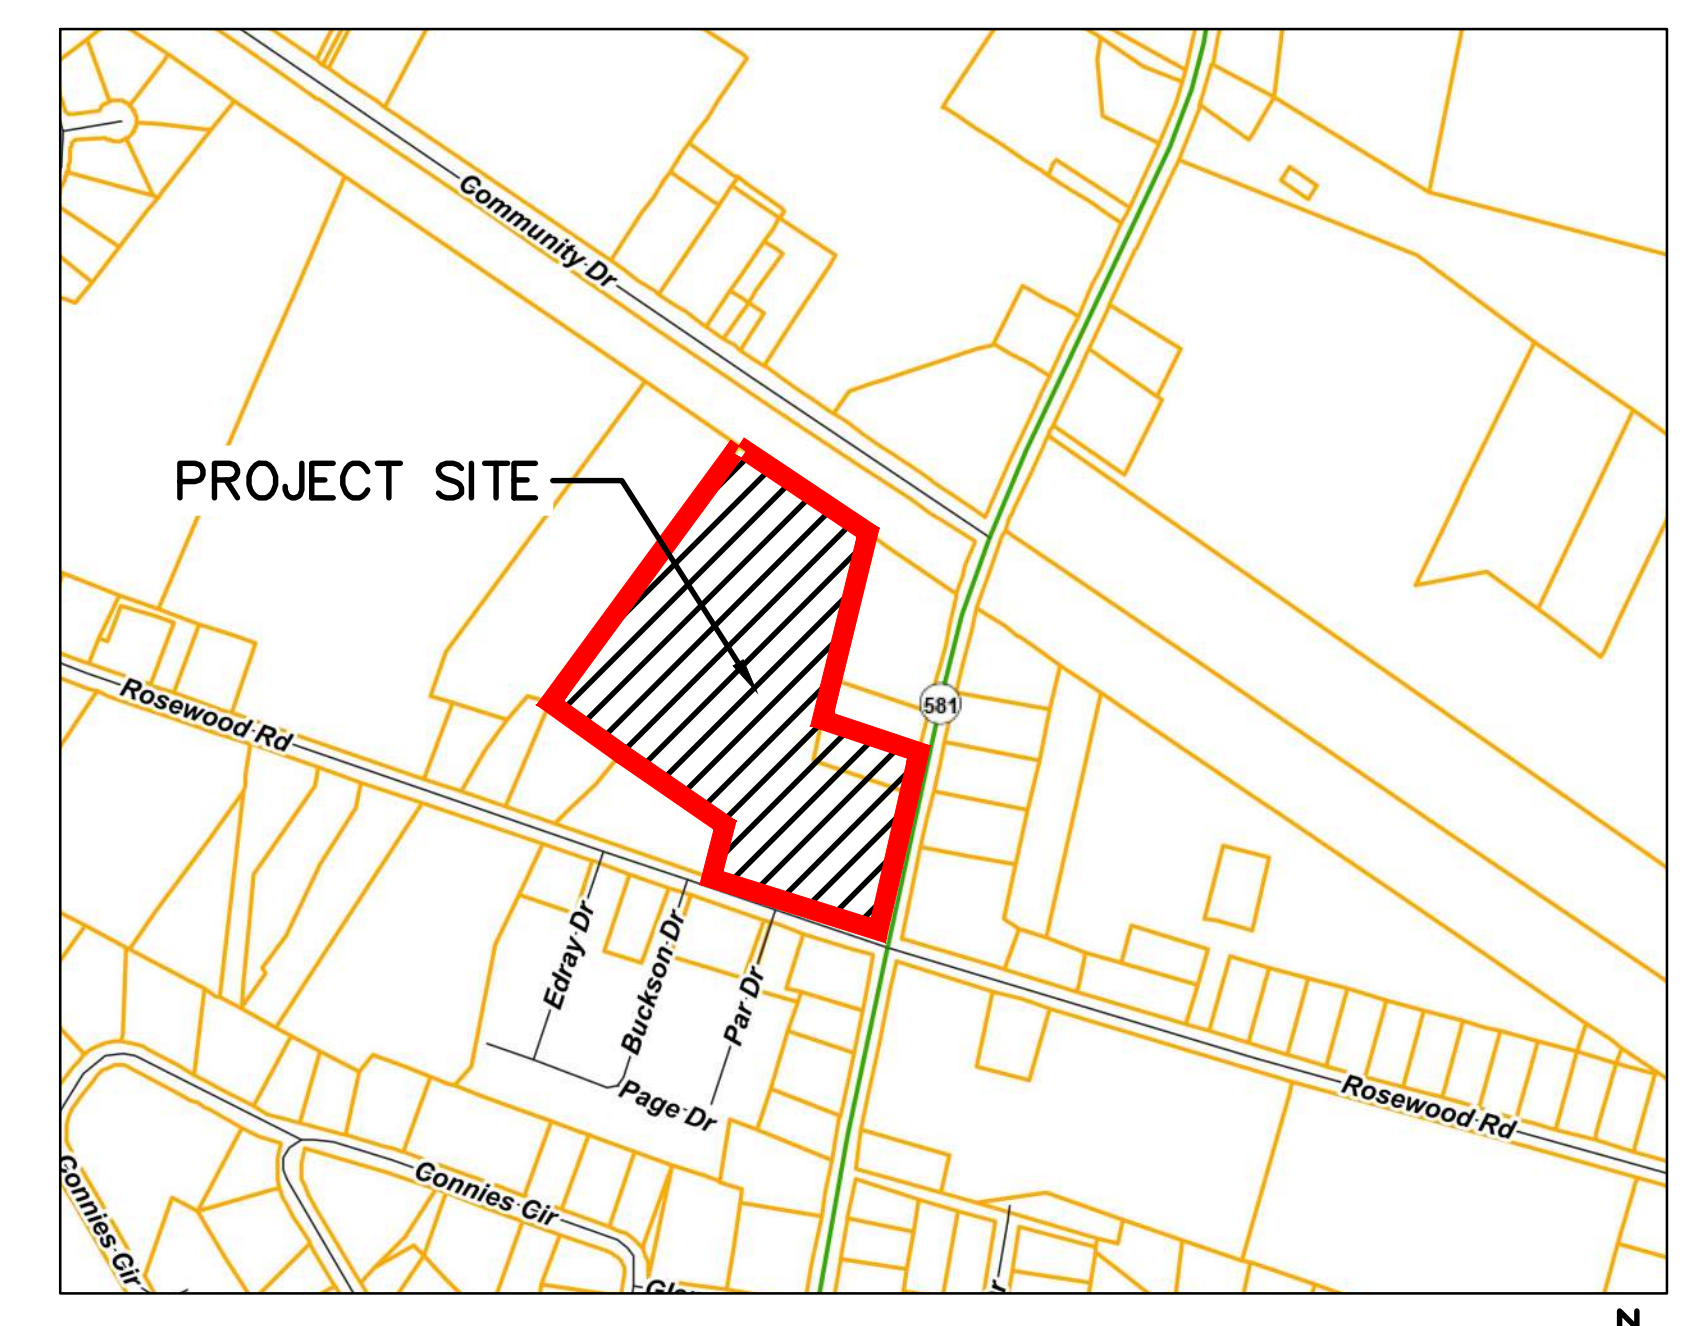 Community Dr
PROJECT SITE
Rosewood Rd
581
Edray Dr
Buckson Dr
Par Dr
Page Dr
Rosewood Rd
Connies Cir
Connies Cir
N